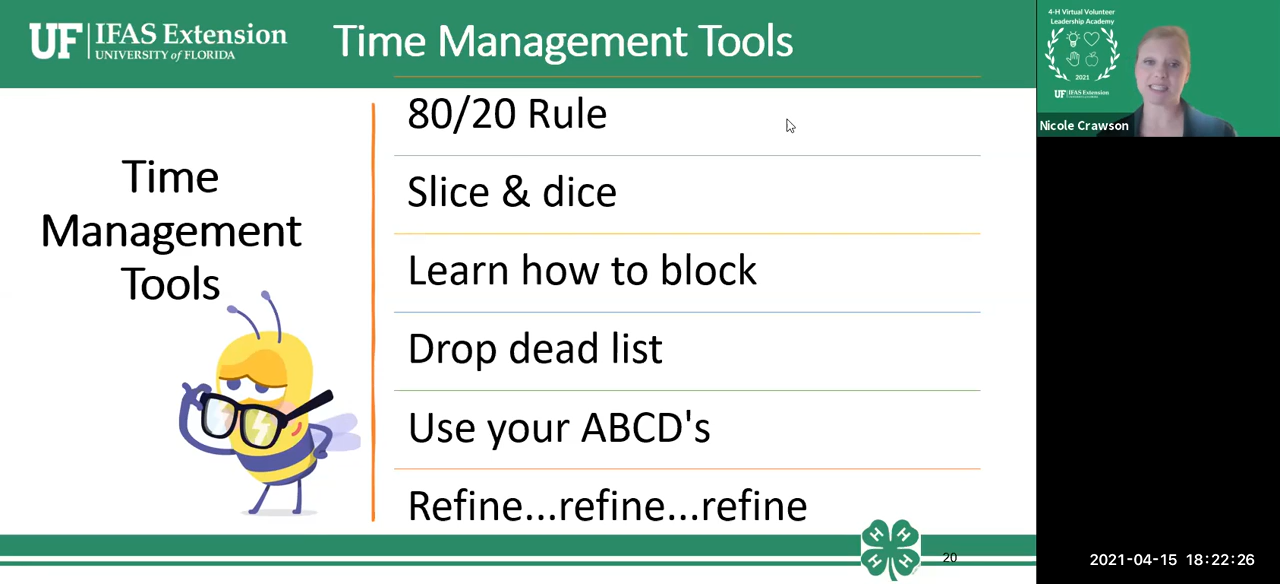 UF IFAS Extension
UNIVERSITY of FLORIDA
Time Management Tools
Time
Management
Tools
80/20 Rule
Slice & dice
Learn how to block
Drop dead list
Use your ABCD's
Refine...refine...refine
H H
H H
20
4-H Virtual Volunteer
Leadership Academy
2021
UF IFAS Extension
Nicole Crawson
2021-04-15 18:22:26